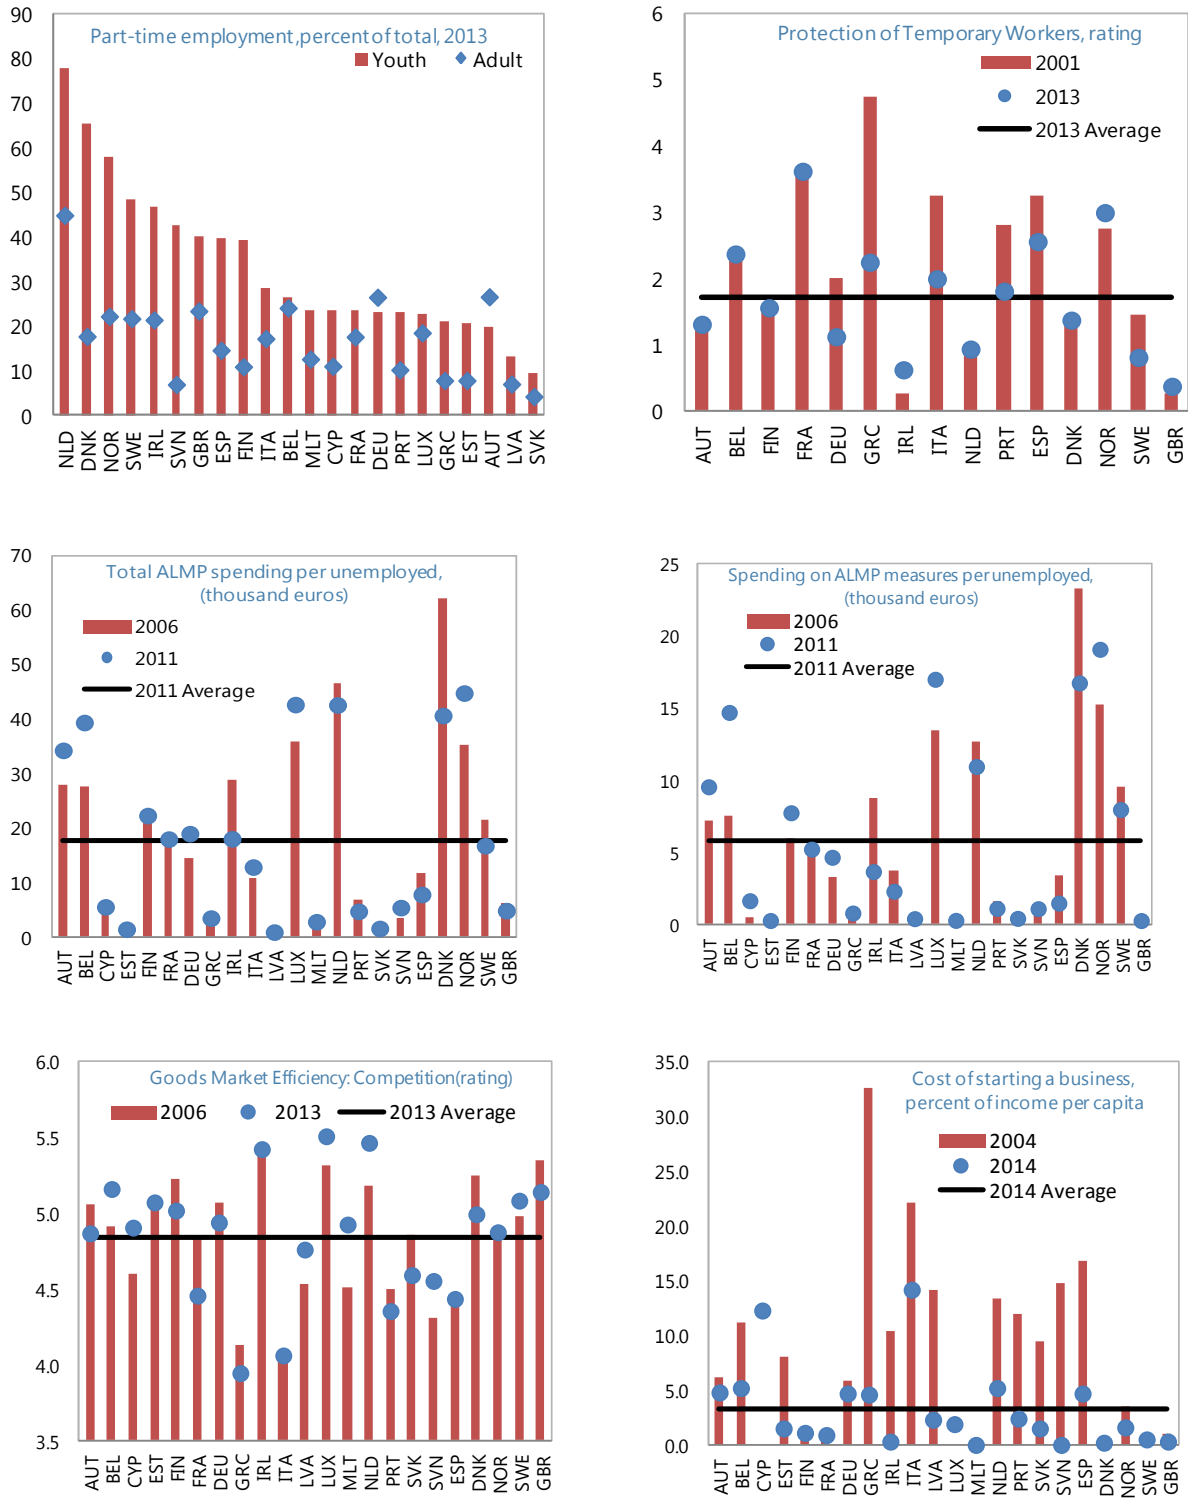 Part-time employment, percent of total, 2013
Youth Adult
90
80
70
60
50
40
30
20
10
0
NLD DNK NOR SWE IRL SVN GBR ESP FIN ITA BEL MLT CYP FRA DEU PRT LUX GRC EST AUT LVA SVK
Protection of Temporary Workers, rating
2001
2013
2013 Average
6
5
4
3
2
1
0
AUT BEL FIN FRA DEU GRC IRL ITA NLD PRT ESP DNK NOR SWE GBR
Total ALMP spending per unemployed,
(thousand euros)
2006
2011
2011 Average
70
60
50
40
30
20
10
0
AUT BEL CYP EST FIN FRA DEU GRC IRL ITA LVA LUX MLT NLD PRT SVK SVN ESP DNK NOR SWE GBR
Spending on ALMP measures per unemployed,
(thousand euros)
2006
2011
2011 Average
25
20
15
10
5
0
AUT BEL CYP EST FIN FRA DEU GRC IRL ITA LVA LUX MLT NLD PRT SVK SVN ESP DNK NOR SWE GBR
Goods Market Efficiency: Competition (rating)
2006 2013 2013 Average
6.0
5.5
5.0
4.5
4.0
3.5
AUT BEL CYP EST FIN FRA DEU GRC IRL ITA LVA LUX MLT NLD PRT SVK SVN ESP DNK NOR SWE GBR
Cost of starting a business,
percent of income per capita
2004
2014
2014 Average
35.0
30.0
25.0
20.0
15.0
10.0
5.0
0.0
AUT BEL CYP EST FIN FRA DEU GRC IRL ITA LVA LUX MLT NLD PRT SVK SVN ESP DNK NOR SWE GBR